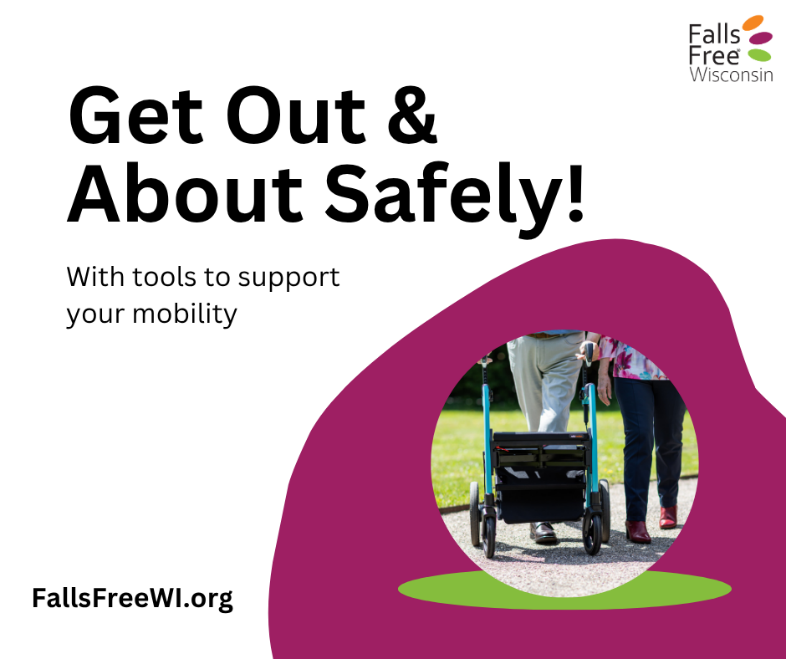 Falls
Free®
Wisconsin
Get Out &
About Safely!
With tools to support
your mobility
FallsFreeWI.org